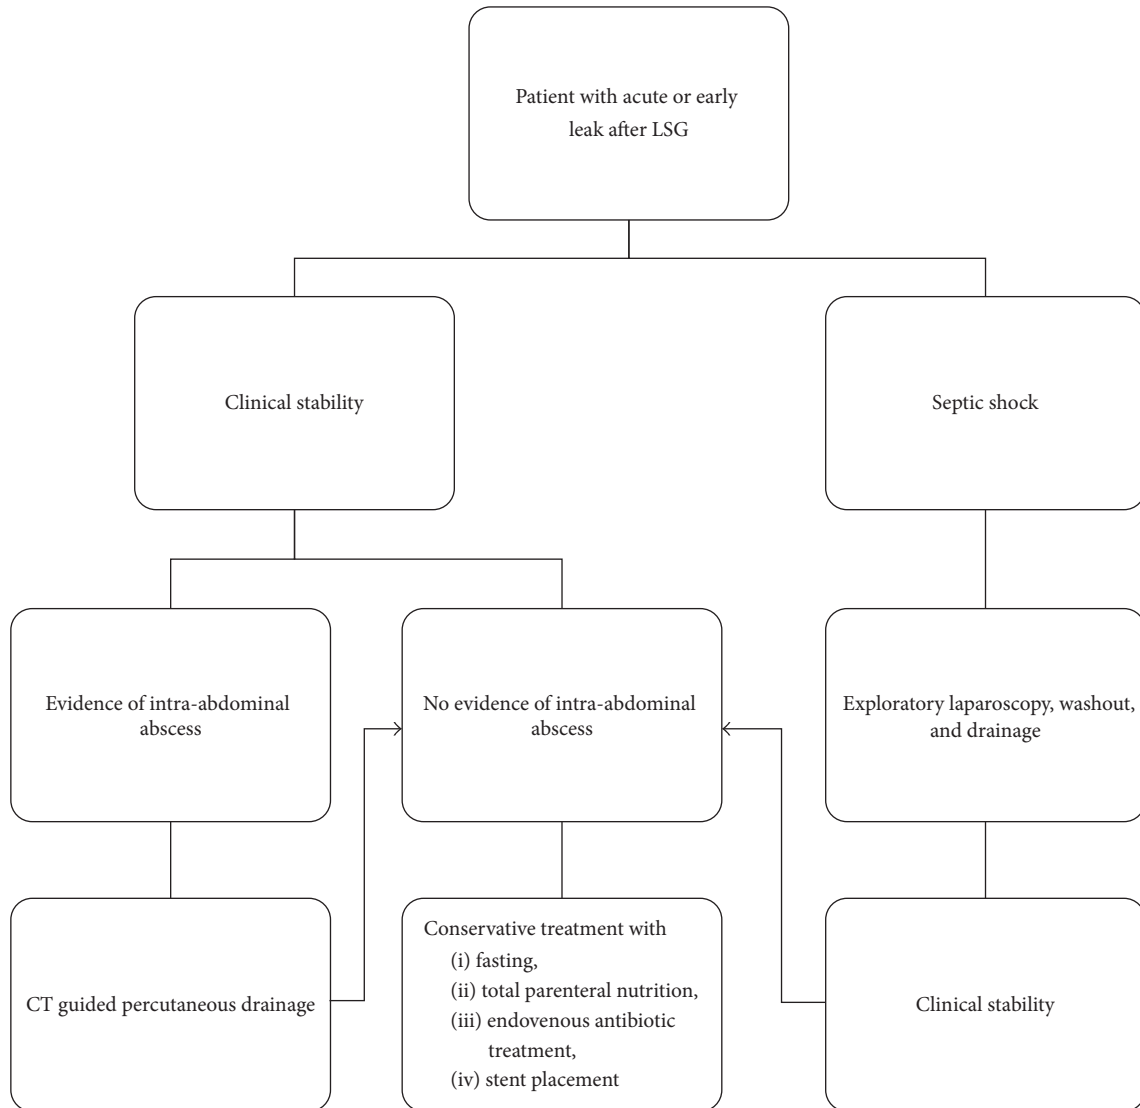 Patient with acute or early
leak after LSG
Clinical stability
Septic shock
Evidence of intra-abdominal
abscess
No evidence of intra-abdominal
abscess
Exploratory laparoscopy, washout,
and drainage
CT guided percutaneous drainage
Conservative treatment with
(i) fasting,
(ii) total parenteral nutrition,
(iii) endovenous antibiotic
treatment,
(iv) stent placement
Clinical stability